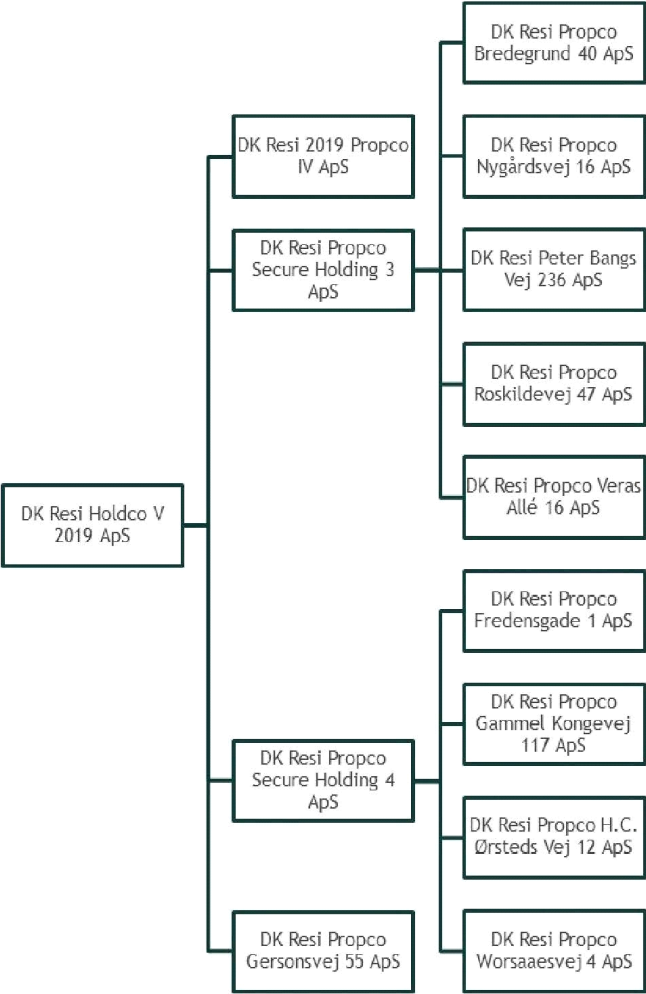 DK Resi Holdco V
2019 ApS
DK Resi 2019 Propco
IV ApS
DK Resi Propco
Secure Holding 3
ApS
DK Resi Propco
Bredegrund 40 ApS
DK Resi Propco
Nygårdsvej 16 ApS
DK Resi Peter Bangs
Vej 236 ApS
DK Resi Propco
Roskildevej 47 ApS
DK Resi Propco Veras
Allé 16 ApS
DK Resi Propco
Secure Holding 4
ApS
DK Resi Propco
Fredensgade 1 ApS
DK Resi Propco
Gammel Kongevej
117 ApS
DK Resi Propco H.C.
Ørsteds Vej 12 ApS
DK Resi Propco
Worsaaesvej 4 ApS
DK Resi Propco
Gersonsvej 55 ApS